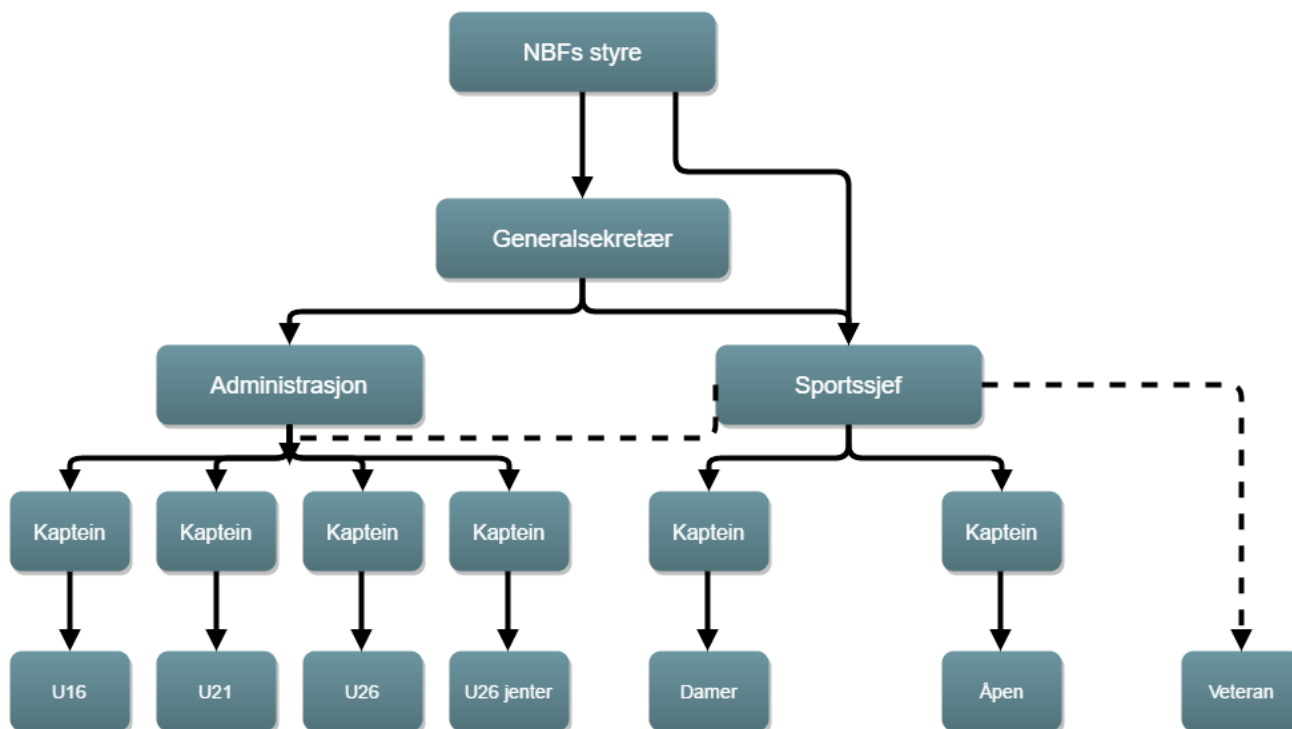 NBFs styre
Generalsekretær
Administrasjon
Sportssjef
Kaptein
Kaptein
Kaptein
Kaptein
Kaptein
Kaptein
U16
U21
U26
U26 jenter
Damer
Åpen
Veteran